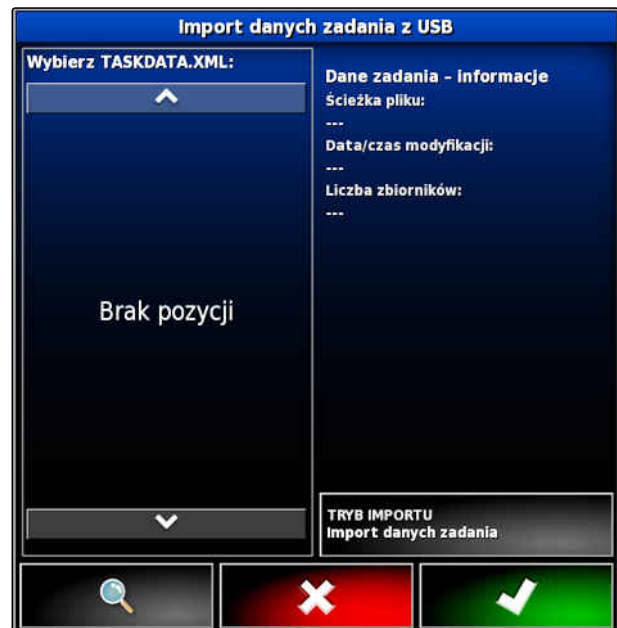 Import danych zadania z USB
Wybierz TASKDATA.XML:
Brak pozycji
Dane zadania – informacje
Ścieżka pliku:
---
Data/czas modyfikacji:
---
Liczba zbiorników:
---
TRYB IMPORTU
Import danych zadania